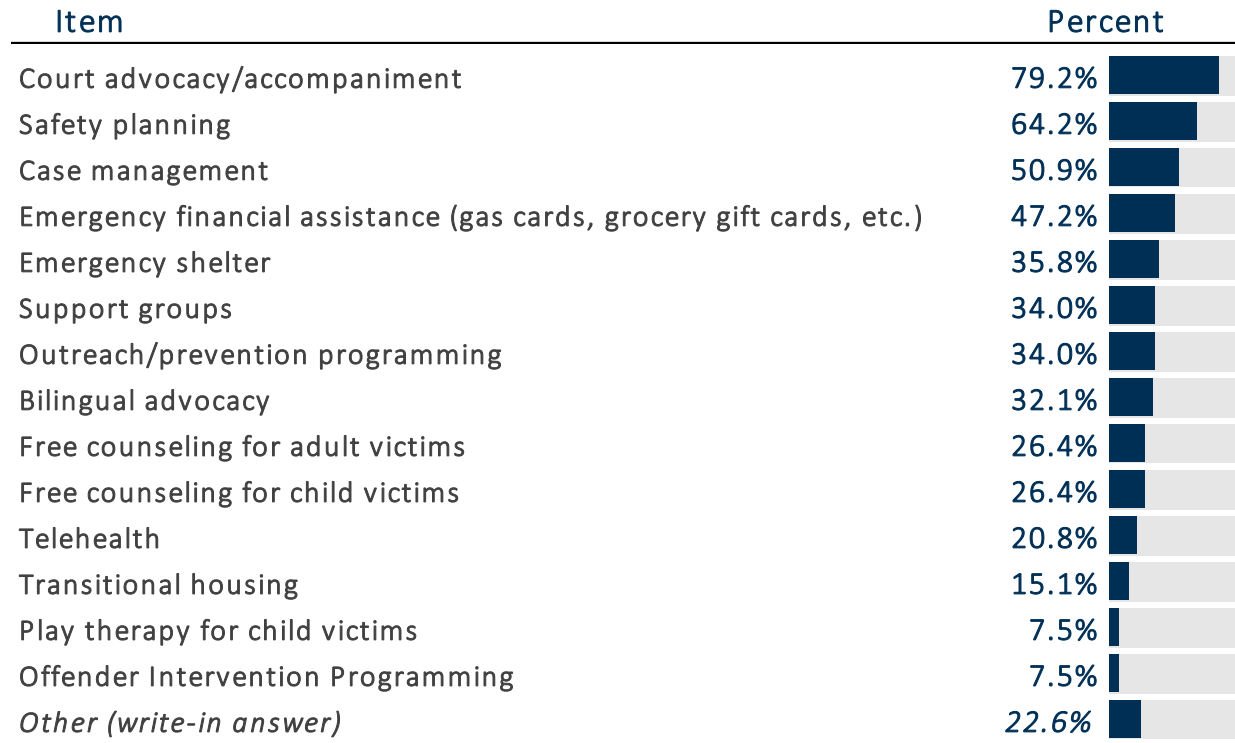 Item Percent
Court advocacy/accompaniment 79.2%
Safety planning 64.2%
Case management 50.9%
Emergency financial assistance (gas cards, grocery gift cards, etc.) 47.2%
Emergency shelter 35.8%
Support groups 34.0%
Outreach/prevention programming 34.0%
Bilingual advocacy 32.1%
Free counseling for adult victims 26.4%
Free counseling for child victims 26.4%
Telehealth 20.8%
Transitional housing 15.1%
Play therapy for child victims 7.5%
Offender Intervention Programming 7.5%
Other (write-in answer) 22.6%